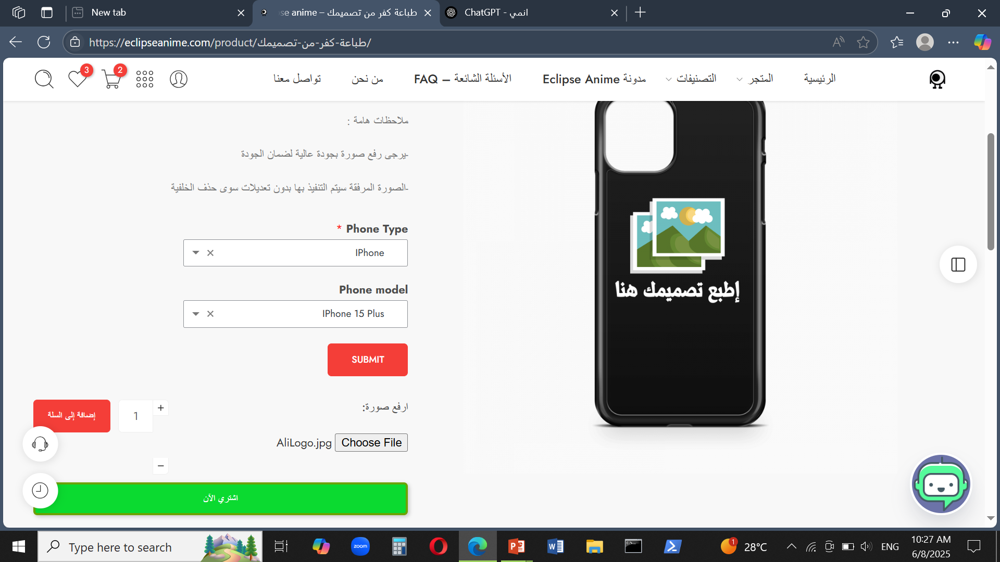 New tab
se anime – طباعة كفر من تصميمك
ChatGPT - انمي
https://eclipseanime.com/product/طباعة-كفر-من-تصميمك/
3
2
الرئيسية
المتجر
التصنيفات
مدونة Eclipse Anime
الأسئلة الشائعة – FAQ
من نحن
تواصل معنا
ملاحظات هامة :
-يرجى رفع صورة بجودة عالية لضمان الجودة
-الصورة المرفقة سيتم التنفيذ بها بدون تعديلات سوى حذف الخلفية
Phone Type *
IPhone
Phone model
IPhone 15 Plus
SUBMIT
ارفع صورة:
Choose File AliLogo.jpg
+
1
−
إضافة إلى السلة
اشتري الآن
إطبع تصميمك هنا
Type here to search
zoom
1
28°C
ENG
10:27 AM
6/8/2025